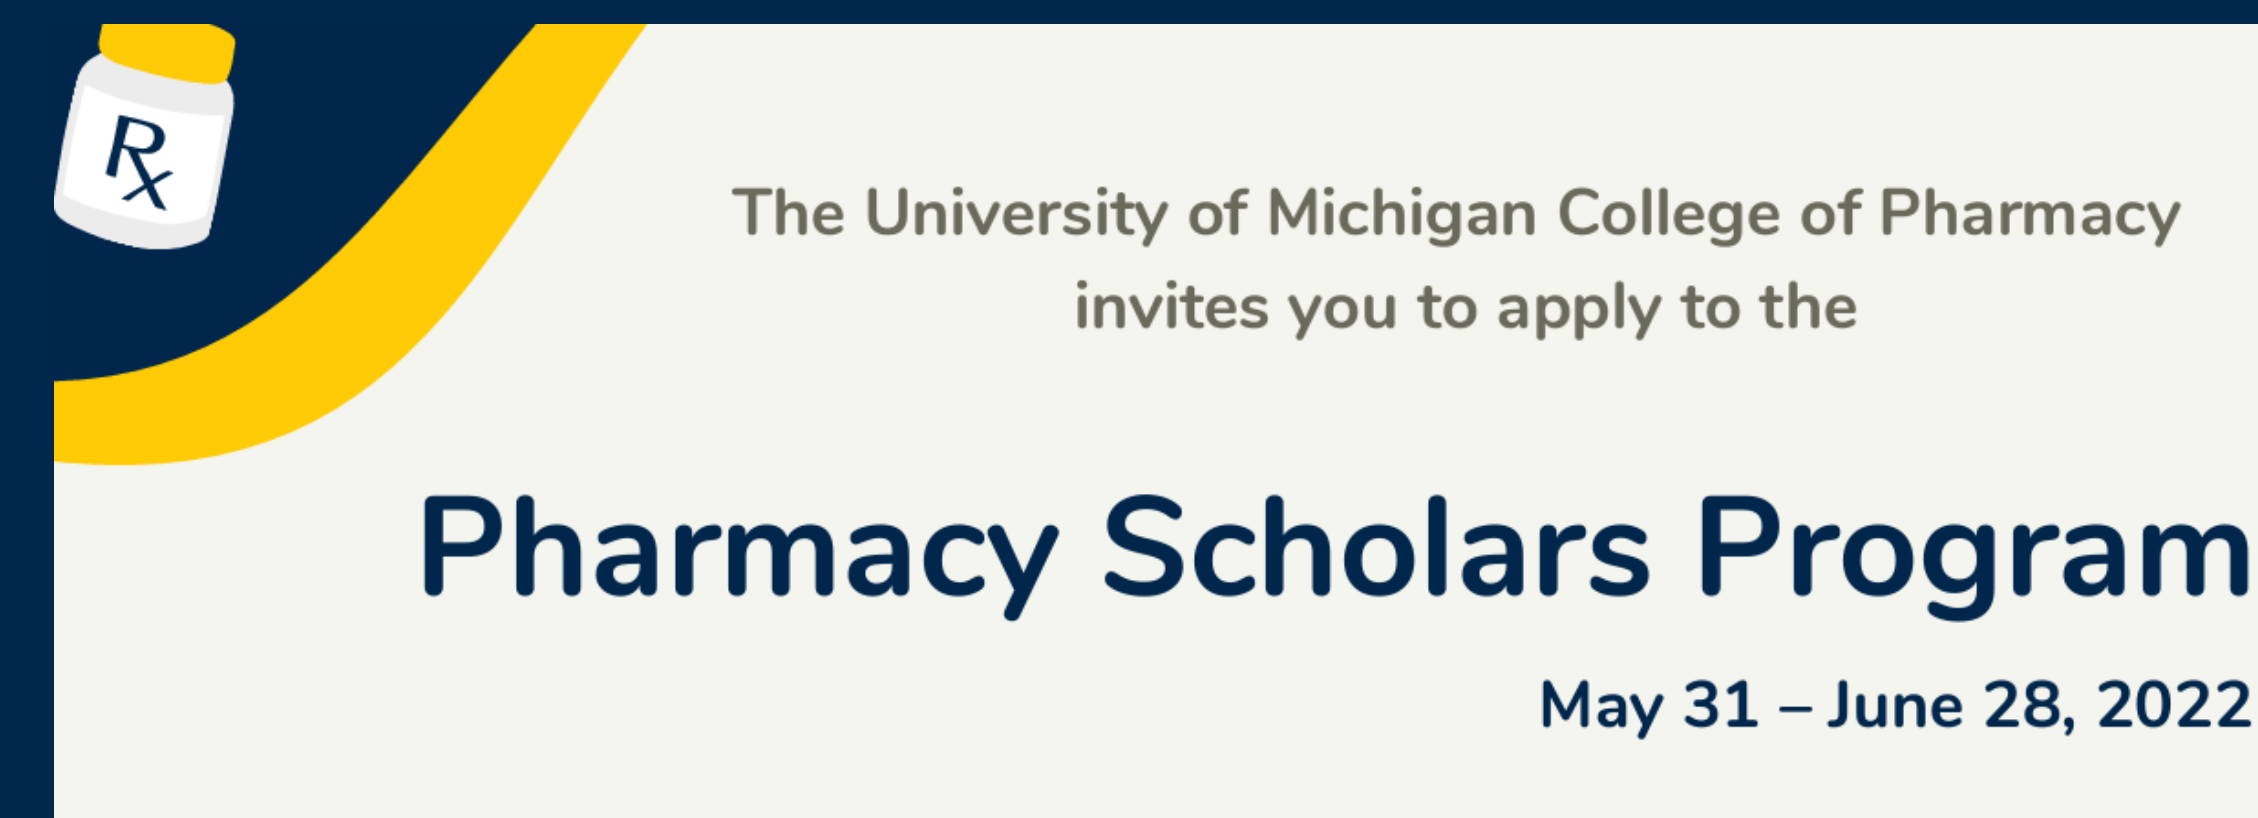 Rx
The University of Michigan College of Pharmacy
invites you to apply to the
Pharmacy Scholars Program
May 31 – June 28, 2022